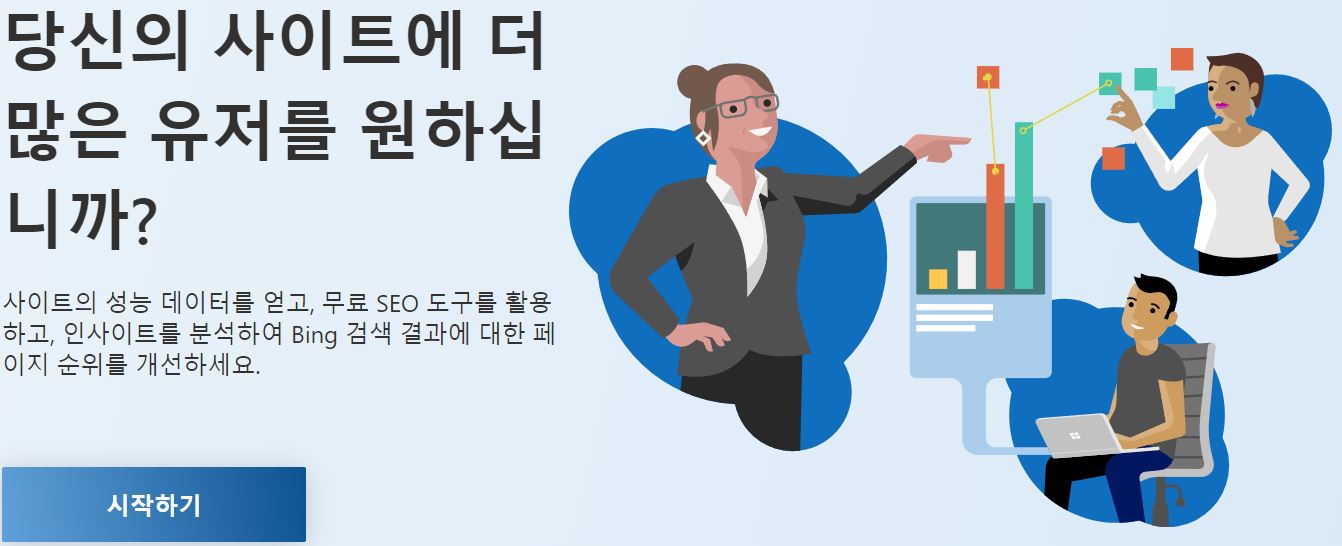 당신의 사이트에 더
많은 유저를 원하십
니까?
사이트의 성능 데이터를 얻고, 무료 SEO 도구를 활용
하고, 인사이트를 분석하여 Bing 검색 결과에 대한 페
이지 순위를 개선하세요.
시작하기